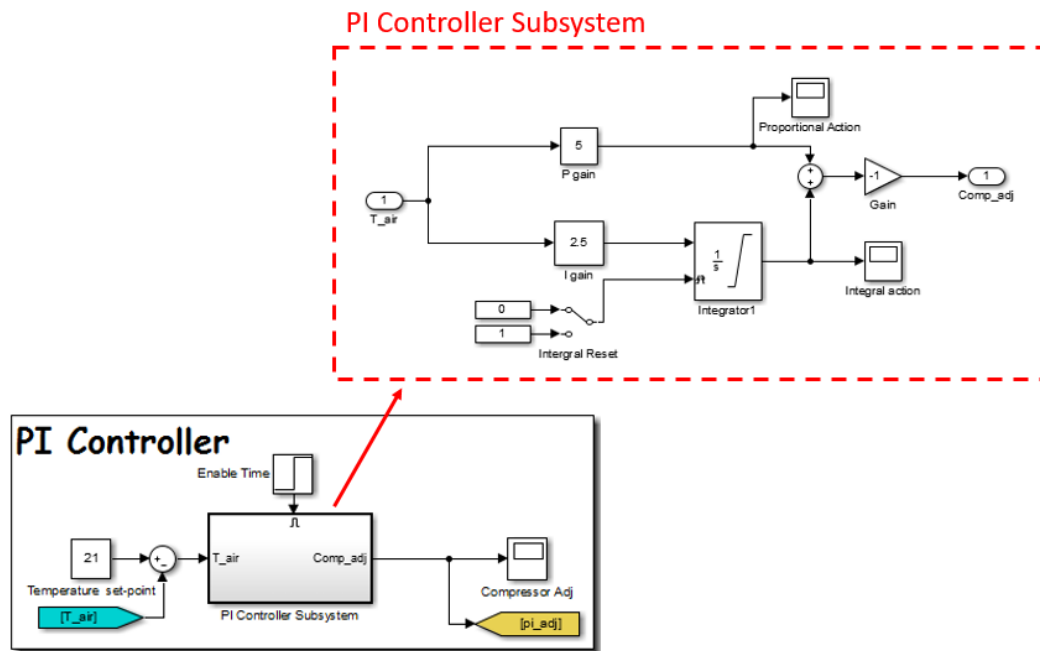 PI Controller Subsystem
Proportional Action
5
P gain
1
T_air
+
+
-1
Gain
1
Comp_adj
2.5
I gain
1
s
Integrator1
Integral action
0
1
Intergral Reset
PI Controller
Enable Time
21
Temperature set-point
+
-
T_air
Comp_adj
PI Controller Subsystem
Compressor Adj
[T_air]
[pi_adj]